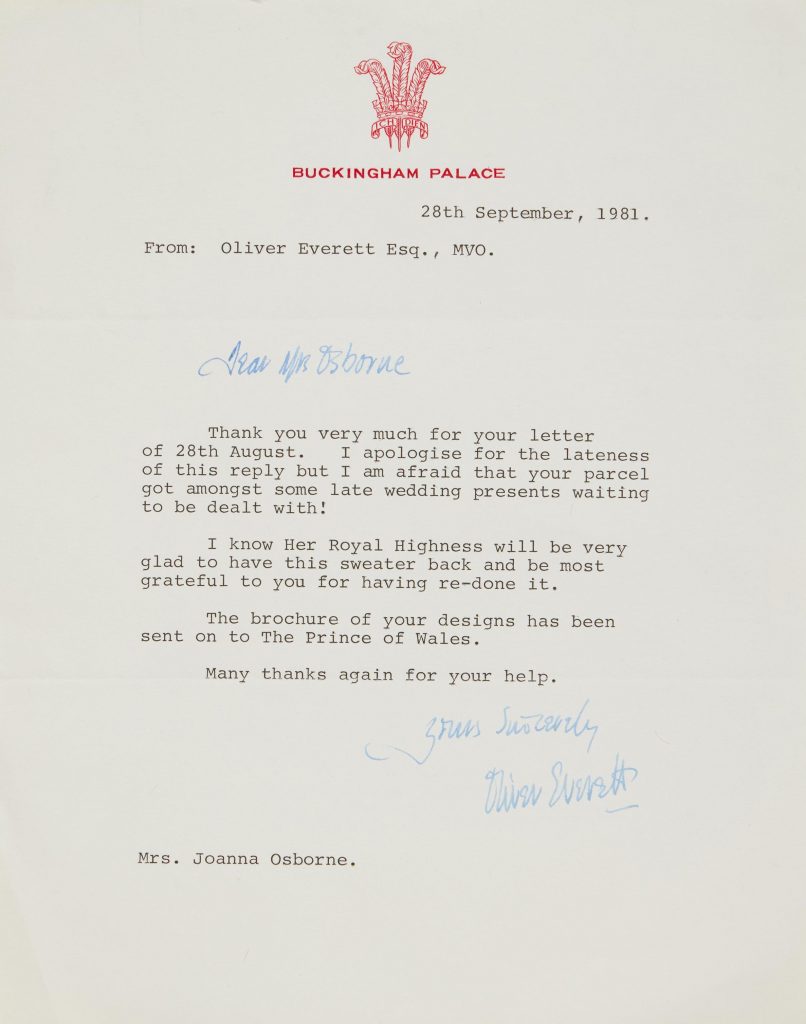 ICH DIEN
BUCKINGHAM PALACE
28th September, 1981.
From: Oliver Everett Esq., MVO.
Dear Mrs Osborne
Thank you very much for your letter
of 28th August. I apologise for the lateness
of this reply but I am afraid that your parcel
got amongst some late wedding presents waiting
to be dealt with!
I know Her Royal Highness will be very
glad to have this sweater back and be most
grateful to you for having re-done it.
The brochure of your designs has been
sent on to The Prince of Wales.
Many thanks again for your help.
Yours Sincerely
Oliver Everett
Mrs. Joanna Osborne.